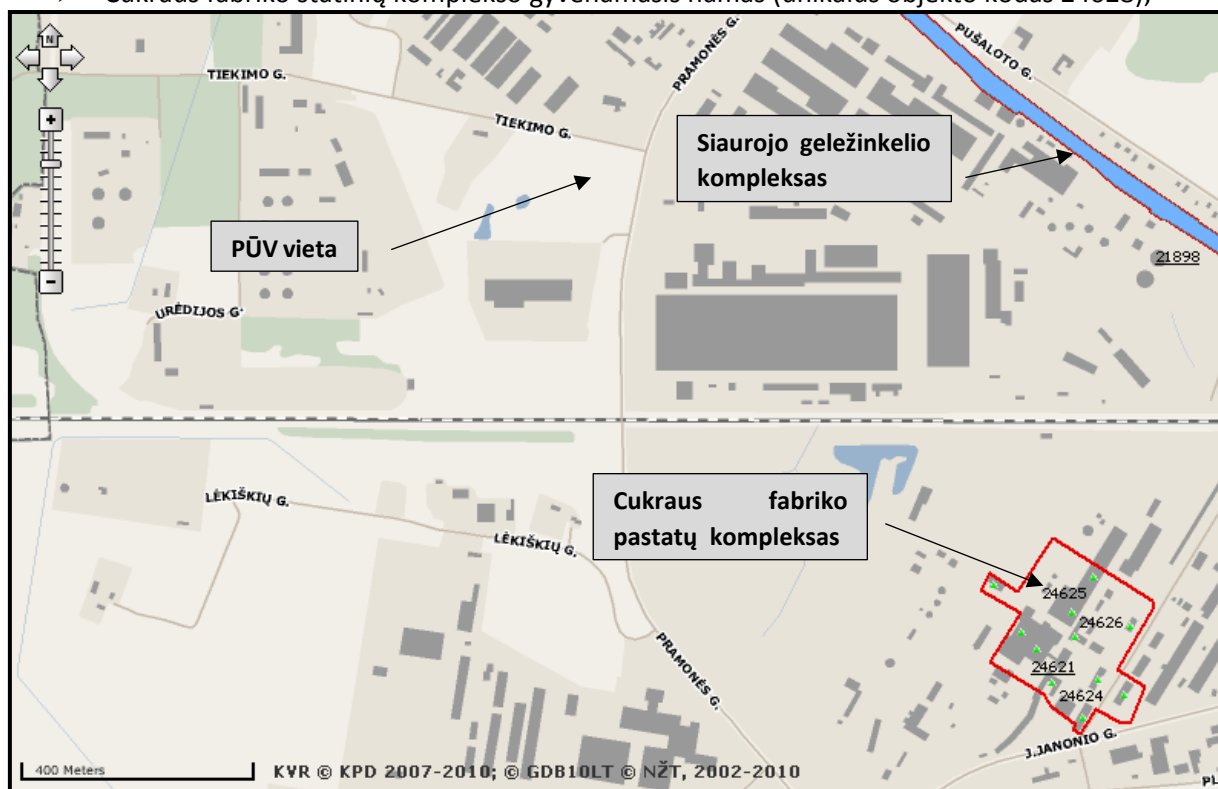 Cukraus fabriko statinių komplekso gyvenamasis namas (unikalus objekto kodas 24628);
N
PUŠALOTO G.
PRAMONĖS G.
TIEKIMO G.
TIEKIMO G.
+
Siaurojo geležinkelio
kompleksas
PŪV vieta
21898
-
URĖDIJOS G.
LĖKIŠKIŲ G.
LĖKIŠKIŲ G.
Cukraus fabriko
pastatų kompleksas
24625
24626
24621
24624
PRAMONĖS G.
J.JANONIO G.
400 Meters
KVR © KPD 2007-2010; © GDB10LT © NŽT, 2002-2010